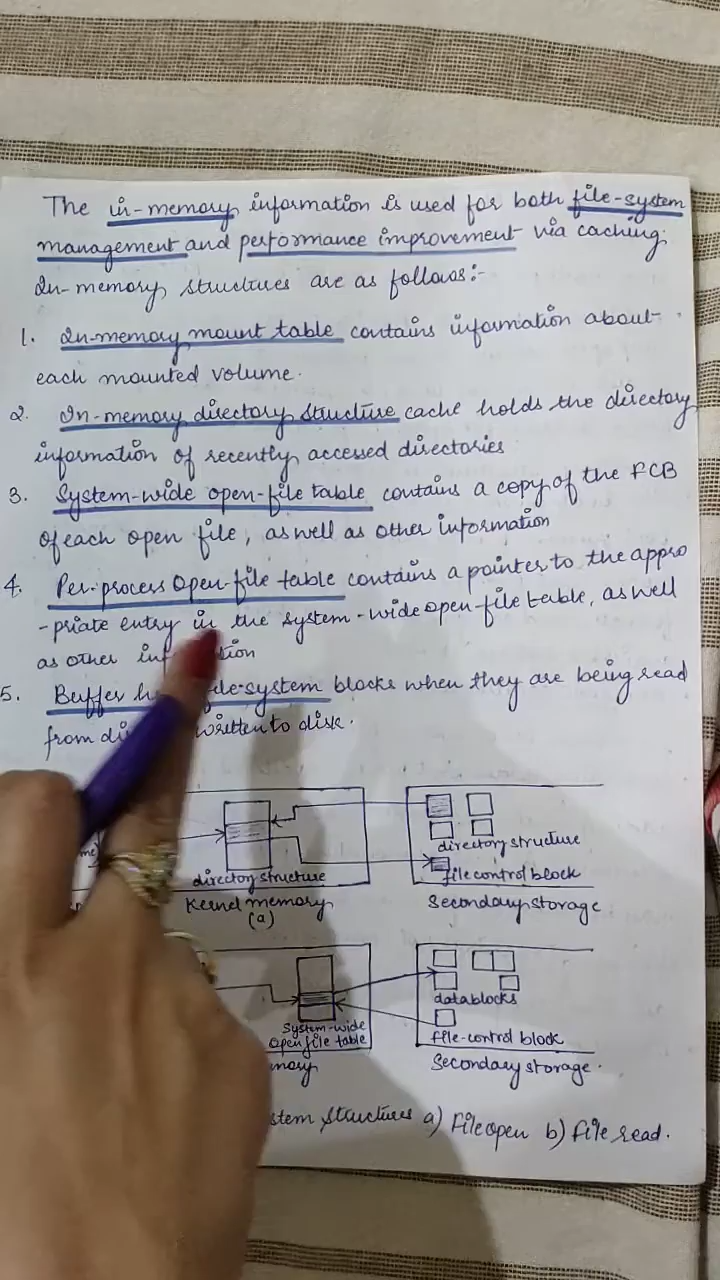 The in-memory information is used for both file-system
management and performance improvement via caching.
In-memory structures are as follows:-
1. In-memory mount table contains information about
each mounted volume.
2. In-memory directory structure cache holds the directory
information of recently accessed directories
3. System-wide open-file table contains a copy of the FCB
of each open file, as well as other information
4. Per-process Open-file table contains a pointer to the appro
-priate entry in the system-wide open-file table, as well
as other
5. Buffer file-system blocks when they are being read
from written to disk.
directory structure
Kernel memory
(a)
directory structure
file control block
Secondary storage
System-wide
Open file table
data blocks
file-control block
Secondary storage.
structures a) File open b) file read.